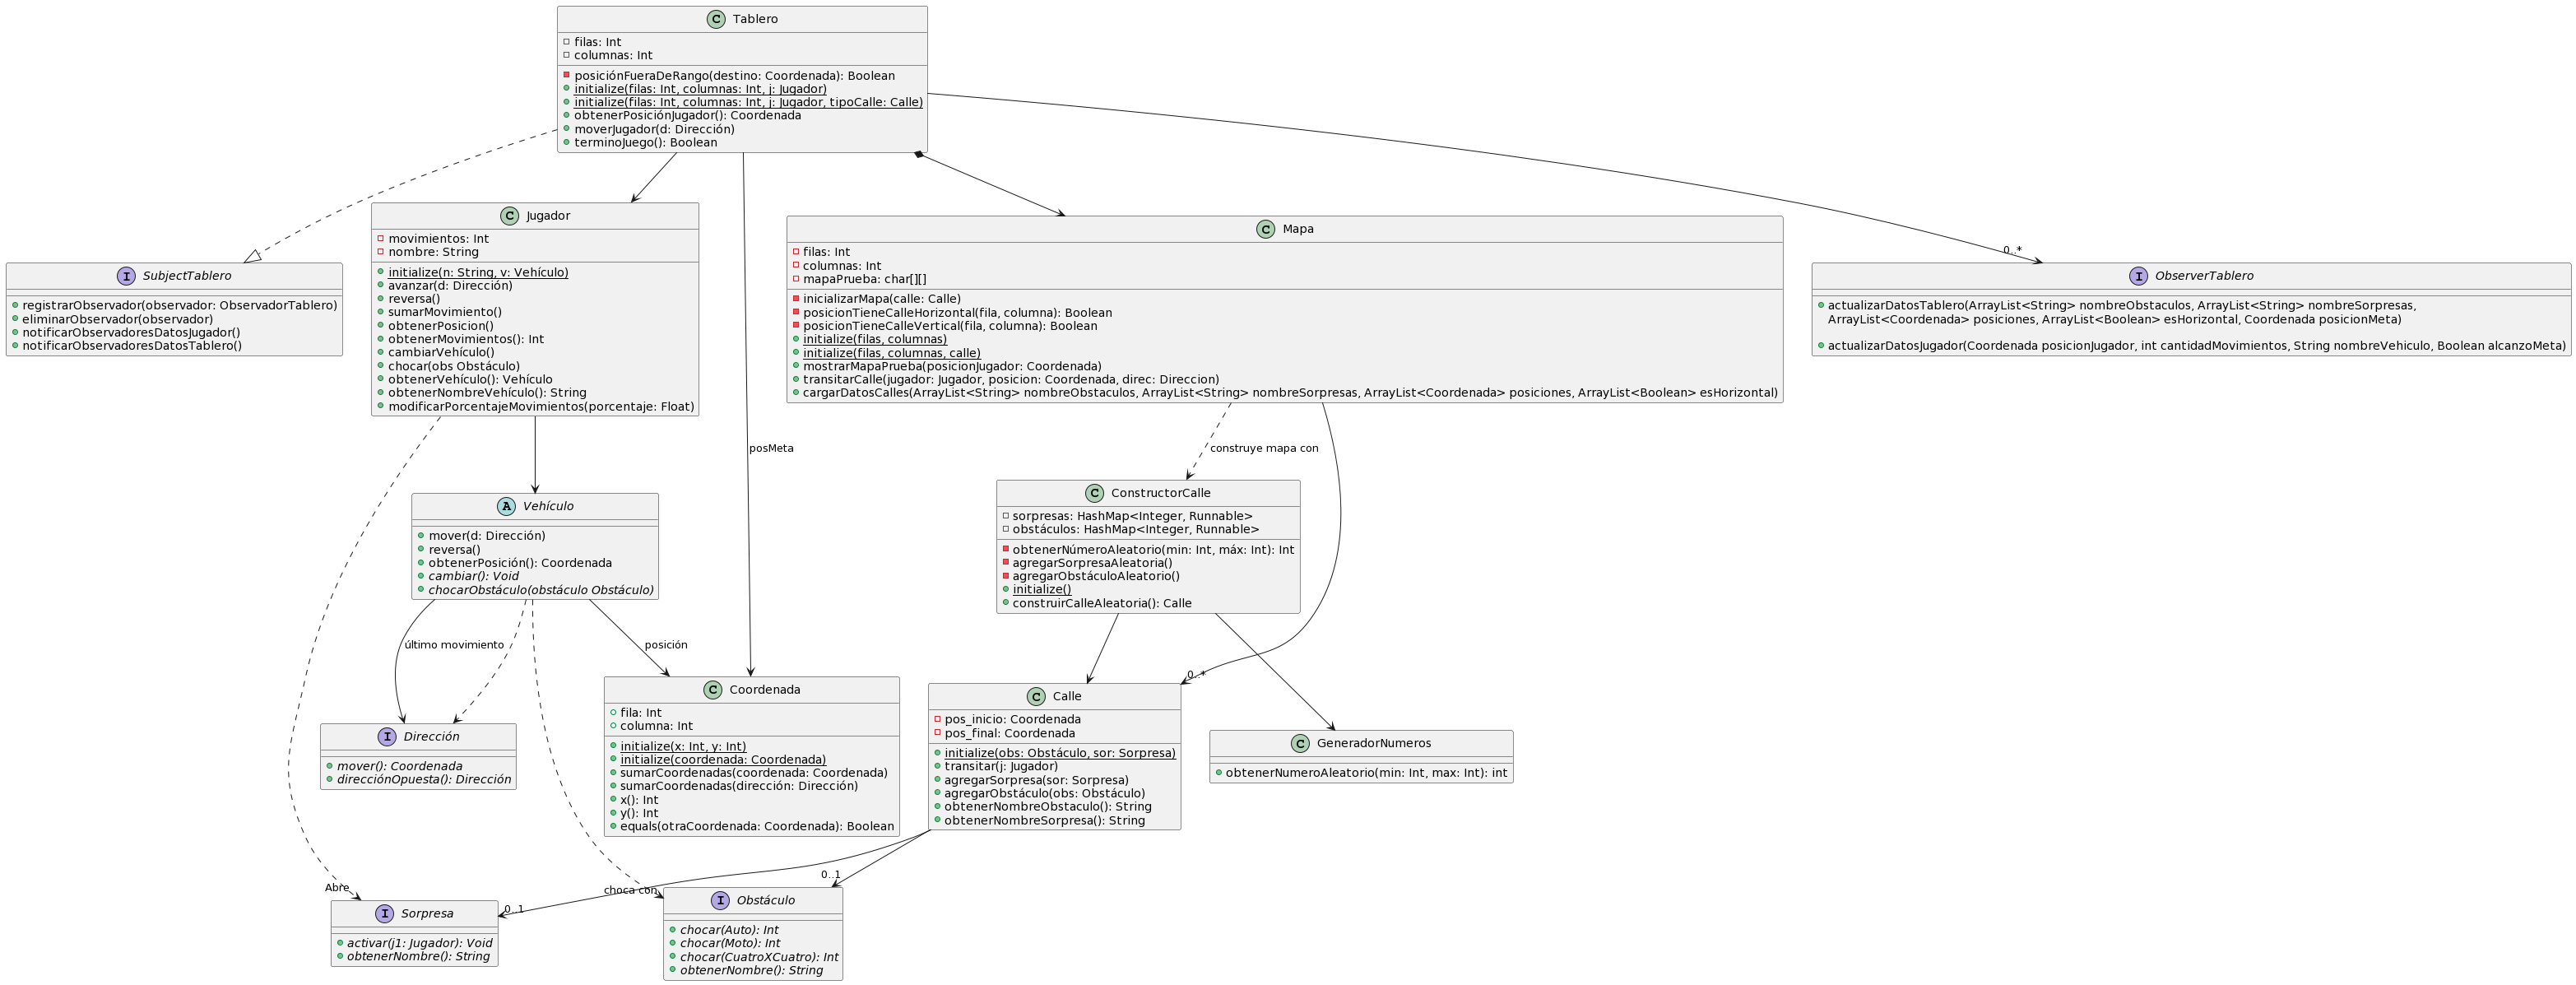 C Tablero
filas: Int
columnas: Int
posiciónFueraDeRango(destino: Coordenada): Boolean
initialize(filas: Int, columnas: Int, j: Jugador)
initialize(filas: Int, columnas: Int, j: Jugador, tipoCalle: Calle)
obtenerPosiciónJugador(): Coordenada
moverJugador(d: Dirección)
terminoJuego(): Boolean
I SubjectTablero
registrarObservador(observador: ObservadorTablero)
eliminarObservador(observador)
notificarObservadoresDatosJugador()
notificarObservadoresDatosTablero()
C Jugador
movimientos: Int
nombre: String
initialize(n: String, v: Vehículo)
avanzar(d: Dirección)
reversa()
sumarMovimiento()
obtenerPosicion()
obtenerMovimientos(): Int
cambiarVehículo()
chocar(obs Obstáculo)
obtenerVehículo(): Vehículo
obtenerNombreVehículo(): String
modificarPorcentajeMovimientos(porcentaje: Float)
C Mapa
filas: Int
columnas: Int
mapaPrueba: char[][]
inicializarMapa(calle: Calle)
posicionTieneCalleHorizontal(fila, columna): Boolean
posicionTieneCalleVertical(fila, columna): Boolean
initialize(filas, columnas)
initialize(filas, columnas, calle)
mostrarMapaPrueba(posicionJugador: Coordenada)
transitarCalle(jugador: Jugador, posicion: Coordenada, direc: Direccion)
cargarDatosCalles(ArrayList<String> nombreObstaculos, ArrayList<String> nombreSorpresas, ArrayList<Coordenada> posiciones, ArrayList<Boolean> esHorizontal)
0..*
I ObserverTablero
actualizarDatosTablero(ArrayList<String> nombreObstaculos, ArrayList<String> nombreSorpresas,
ArrayList<Coordenada> posiciones, ArrayList<Boolean> esHorizontal, Coordenada posicionMeta)
actualizarDatosJugador(Coordenada posicionJugador, int cantidadMovimientos, String nombreVehiculo, Boolean alcanzoMeta)
posMeta
construye mapa con
A Vehículo
mover(d: Dirección)
reversa()
obtenerPosición(): Coordenada
cambiar(): Void
chocarObstáculo(obstáculo Obstáculo)
C ConstructorCalle
sorpresas: HashMap<Integer, Runnable>
obstáculos: HashMap<Integer, Runnable>
obtenerNúmeroAleatorio(min: Int, máx: Int): Int
agregarSorpresaAleatoria()
agregarObstáculoAleatorio()
initialize()
construirCalleAleatoria(): Calle
último movimiento
posición
0..*
I Dirección
mover(): Coordenada
direcciónOpuesta(): Dirección
C Coordenada
fila: Int
columna: Int
initialize(x: Int, y: Int)
initialize(coordenada: Coordenada)
sumarCoordenadas(coordenada: Coordenada)
sumarCoordenadas(dirección: Dirección)
x(): Int
y(): Int
equals(otraCoordenada: Coordenada): Boolean
C Calle
pos_inicio: Coordenada
pos_final: Coordenada
initialize(obs: Obstáculo, sor: Sorpresa)
transitar(j: Jugador)
agregarSorpresa(sor: Sorpresa)
agregarObstáculo(obs: Obstáculo)
obtenerNombreObstaculo(): String
obtenerNombreSorpresa(): String
C GeneradorNumeros
obtenerNumeroAleatorio(min: Int, max: Int): int
Abre
0..1
choca con
0..1
I Sorpresa
activar(j1: Jugador): Void
obtenerNombre(): String
I Obstáculo
chocar(Auto): Int
chocar(Moto): Int
chocar(CuatroXCuatro): Int
obtenerNombre(): String